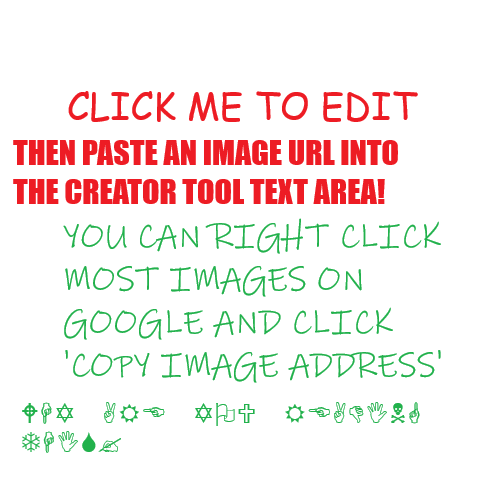 CLICK ME TO EDIT
THEN PASTE AN IMAGE URL INTO
THE CREATOR TOOL TEXT AREA!
YOU CAN RIGHT CLICK
MOST IMAGES ON
GOOGLE AND CLICK
'COPY IMAGE ADDRESS'
🕈☟✡ ✌☼☜ ✡⚐🕆 ☼☜✌👎✋☠☝
❄☟✋💧✍